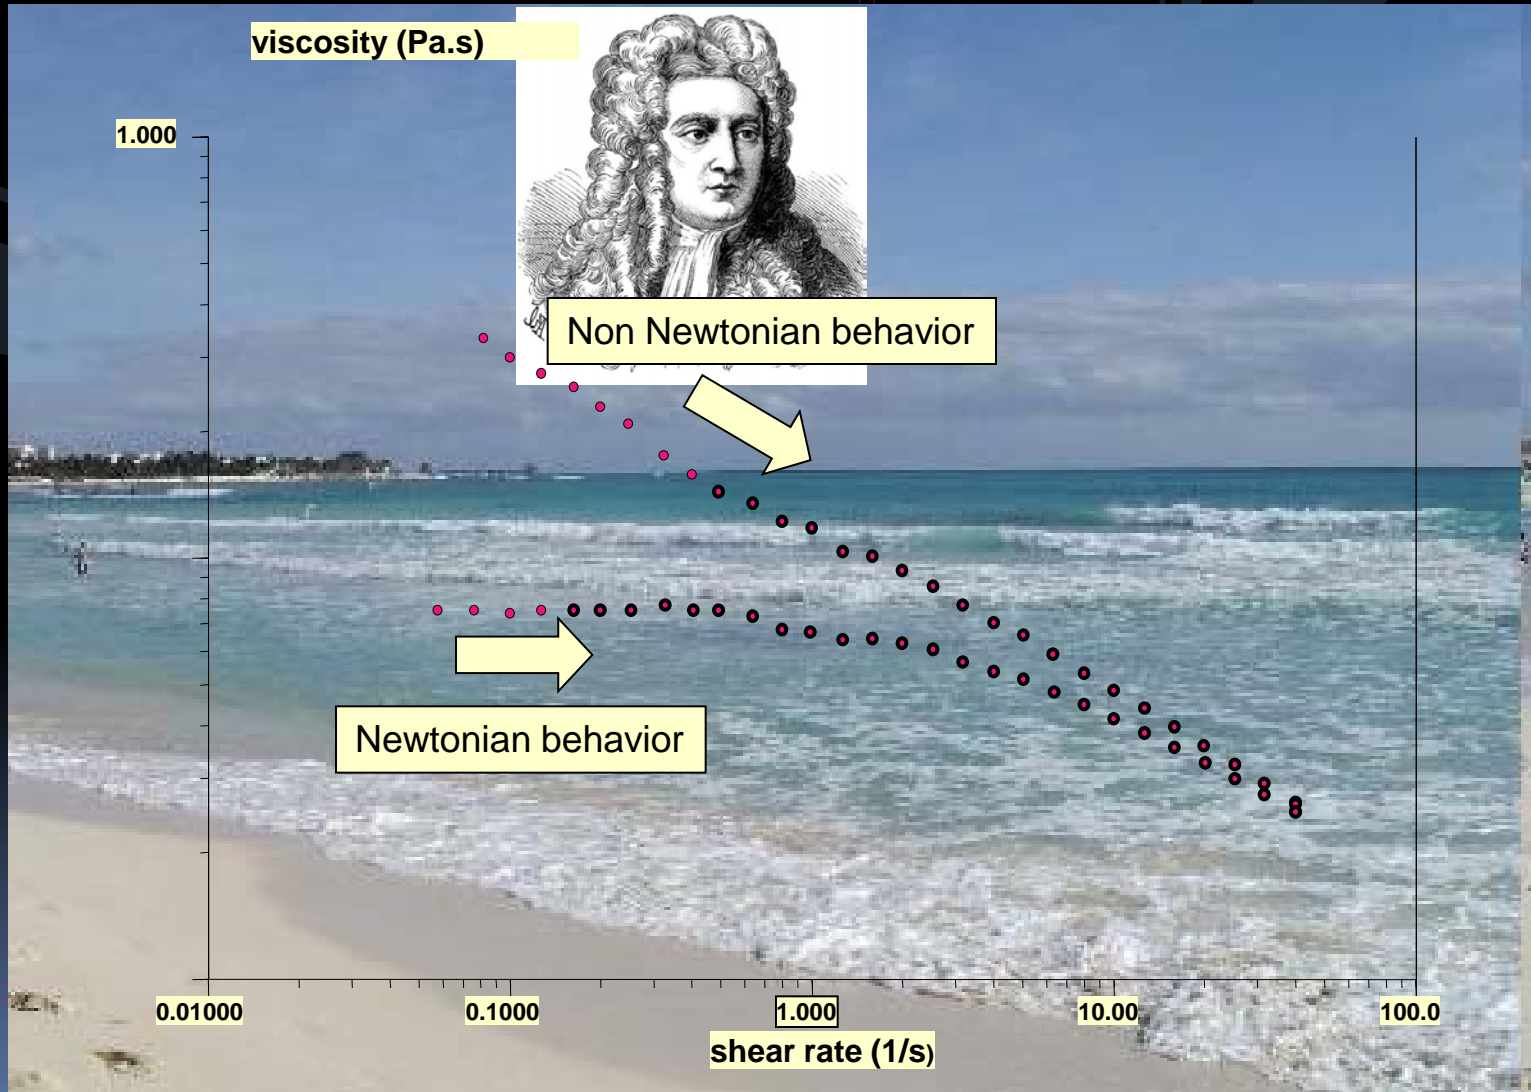 viscosity (Pa.s)
1.000
Non Newtonian behavior
Newtonian behavior
0.01000
0.1000
1.000
10.00
100.0
shear rate (1/s)